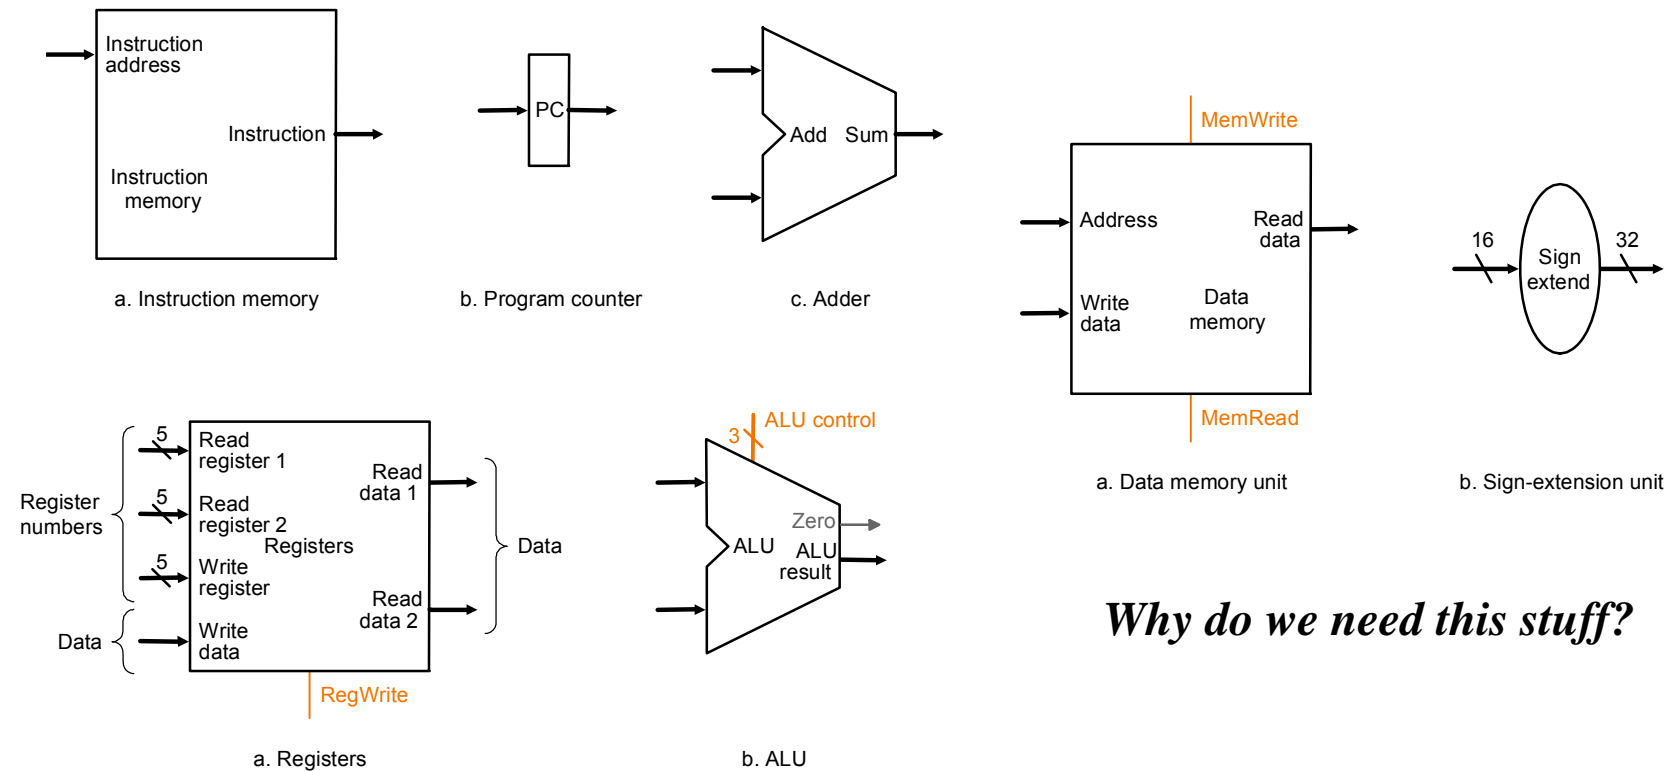 Instruction
address
Instruction
Instruction
memory
a. Instruction memory
PC
b. Program counter
Add Sum
c. Adder
MemWrite
Address
Read
data
Write
data
Data
memory
MemRead
a. Data memory unit
16
32
Sign
extend
b. Sign-extension unit
Register
numbers
Data
5
5
5
Read
register 1
Read
register 2
Registers
Write
register
Write
data
Read
data 1
Read
data 2
Data
RegWrite
a. Registers
ALU control
3
Zero
ALU
ALU
result
b. ALU
Why do we need this stuff?